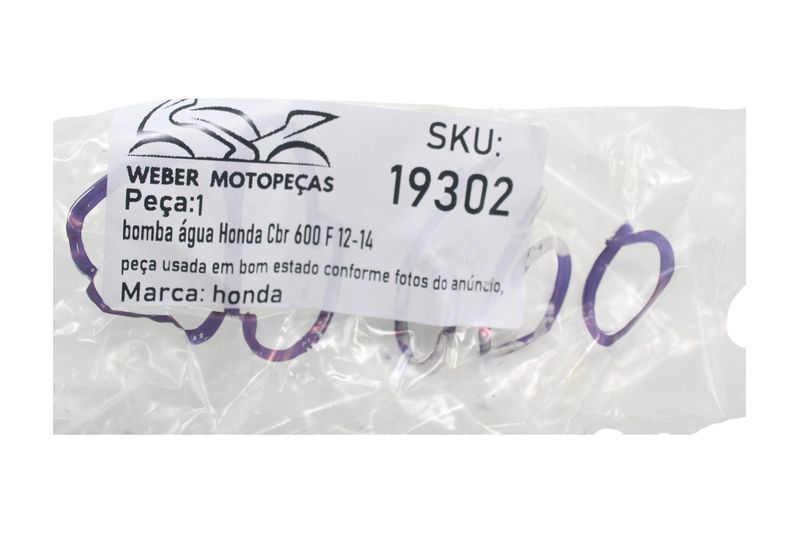 WEBER MOTOPEÇAS
SKU:
19302
Peça:1
bomba água Honda Cbr 600 F 12-14
peça usada em bom estado conforme fotos do anúncio,
Marca: honda